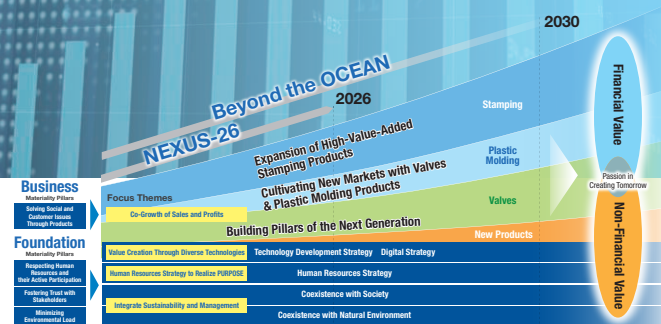 2030
Beyond the OCEAN
2026
NEXUS-26
Financial Value
Stamping
Expansion of High-Value-Added
Stamping Products
Plastic
Molding
Cultivating New Markets with Valves
& Plastic Molding Products
Passion in
Creating Tomorrow
Business
Materiality Pillars
Solving Social and
Customer Issues
Through Products
Focus Themes
Co-Growth of Sales and Profits
Valves
Building Pillars of the Next Generation
New Products
Non-Financial Value
Foundation
Materiality Pillars
Respecting Human
Resources and
their Active Participation
Fostering Trust with
Stakeholders
Minimizing
Environmental Load
Value Creation Through Diverse Technologies
Technology Development Strategy
Digital Strategy
Human Resources Strategy to Realize PURPOSE
Human Resources Strategy
Integrate Sustainability and Management
Coexistence with Society
Coexistence with Natural Environment